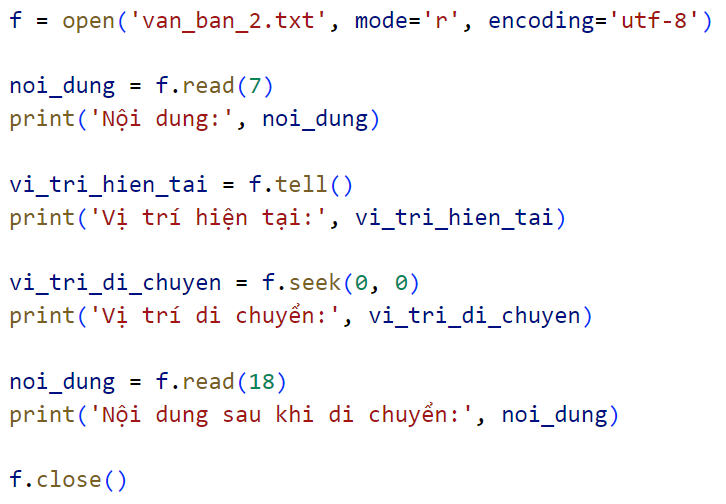 f = open('van_ban_2.txt', mode='r', encoding='utf-8')
noi_dung = f.read(7)
print('Nội dung:', noi_dung)
vi_tri_hien_tai = f.tell()
print('Vị trí hiện tại:', vi_tri_hien_tai)
vi_tri_di_chuyen = f.seek(0, 0)
print('Vị trí di chuyển:', vi_tri_di_chuyen)
noi_dung = f.read(18)
print('Nội dung sau khi di chuyển:', noi_dung)
f.close()